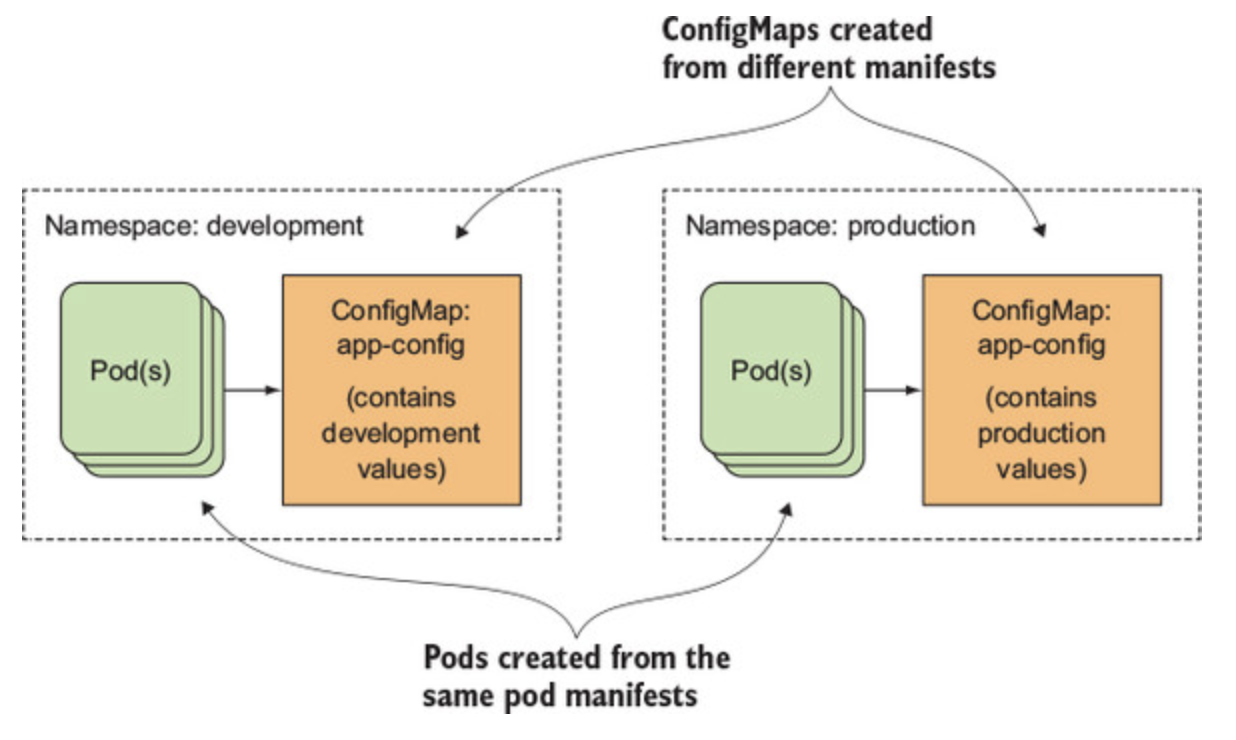 ConfigMaps created
from different manifests
Namespace: development
Pod(s)
ConfigMap:
app-config
(contains
development
values)
Namespace: production
Pod(s)
ConfigMap:
app-config
(contains
production
values)
Pods created from the
same pod manifests